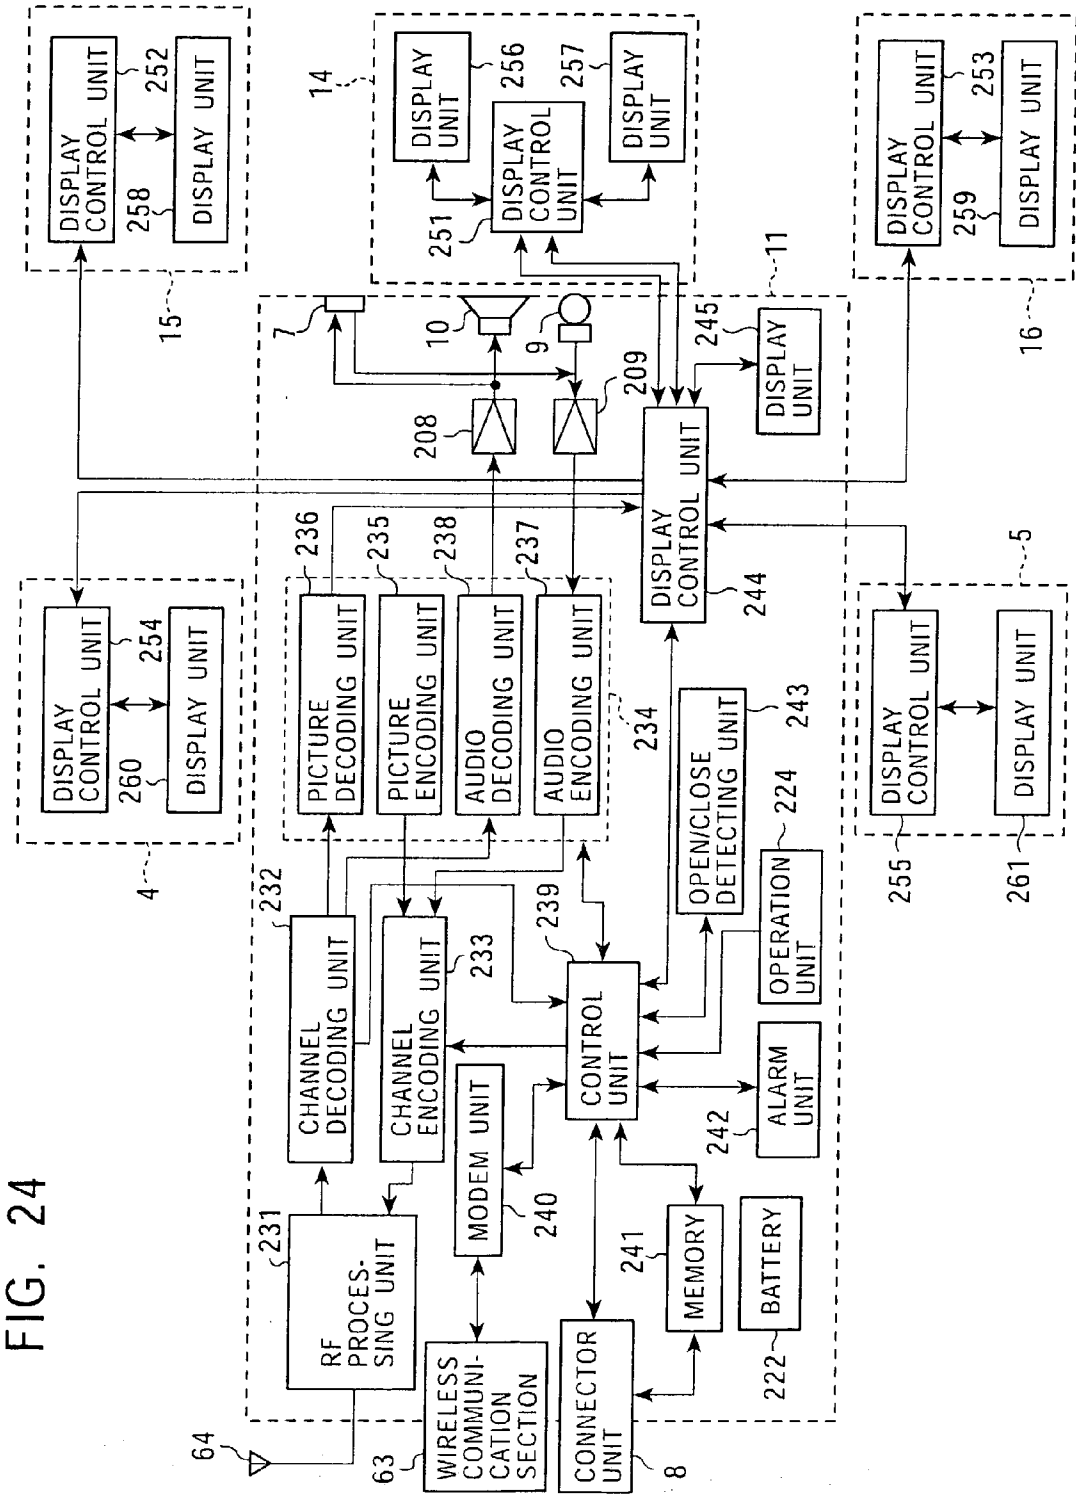 FIG. 24
64
RF
PROCES-
SING UNIT
231
CHANNEL
DECODING UNIT
232
CHANNEL
ENCODING UNIT
233
PICTURE
DECODING UNIT
236
PICTURE
ENCODING UNIT
235
AUDIO
DECODING UNIT
238
AUDIO
ENCODING UNIT
237
234
WIRELESS
COMMUNI-
CATION
SECTION
63
MODEM UNIT
240
CONTROL
UNIT
239
CONNECTOR
UNIT
8
MEMORY
241
BATTERY
222
ALARM
UNIT
242
OPERATION
UNIT
224
OPEN/CLOSE
DETECTING UNIT
243
DISPLAY
CONTROL UNIT
244
DISPLAY
UNIT
245
208
209
7
10
9
11
DISPLAY
CONTROL UNIT
254
DISPLAY UNIT
260
4
DISPLAY
CONTROL UNIT
252
DISPLAY UNIT
258
15
DISPLAY
UNIT
256
DISPLAY
CONTROL
UNIT
251
DISPLAY
UNIT
257
14
DISPLAY
CONTROL UNIT
253
DISPLAY UNIT
259
16
DISPLAY
CONTROL UNIT
255
DISPLAY UNIT
261
5